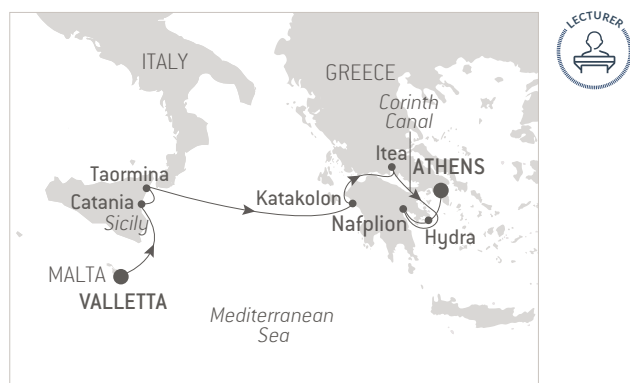 LECTURER
ITALY
GREECE
Corinth
Canal
Itea
ATHENS
Taormina
Katakolon
Catania
Sicily
Nafplion
Hydra
MALTA
VALLETTA
Mediterranean
Sea